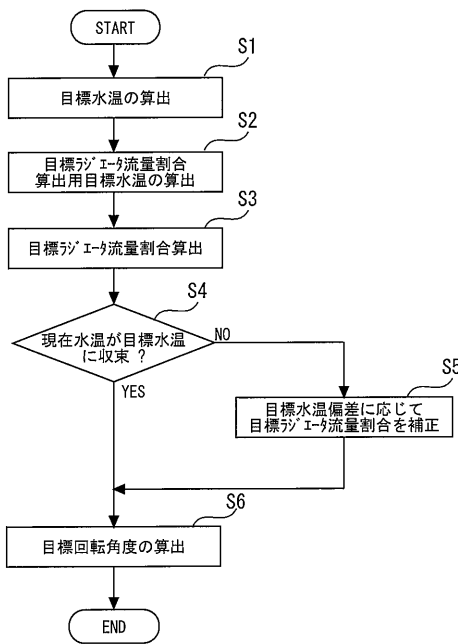 START
S1
目標水温の算出
S2
目標ラジエータ流量割合
算出用目標水温の算出
S3
目標ラジエータ流量割合算出
S4
現在水温が目標水温
に収束 ?
NO
YES
S5
目標水温偏差に応じて
目標ラジエータ流量割合を補正
S6
目標回転角度の算出
END